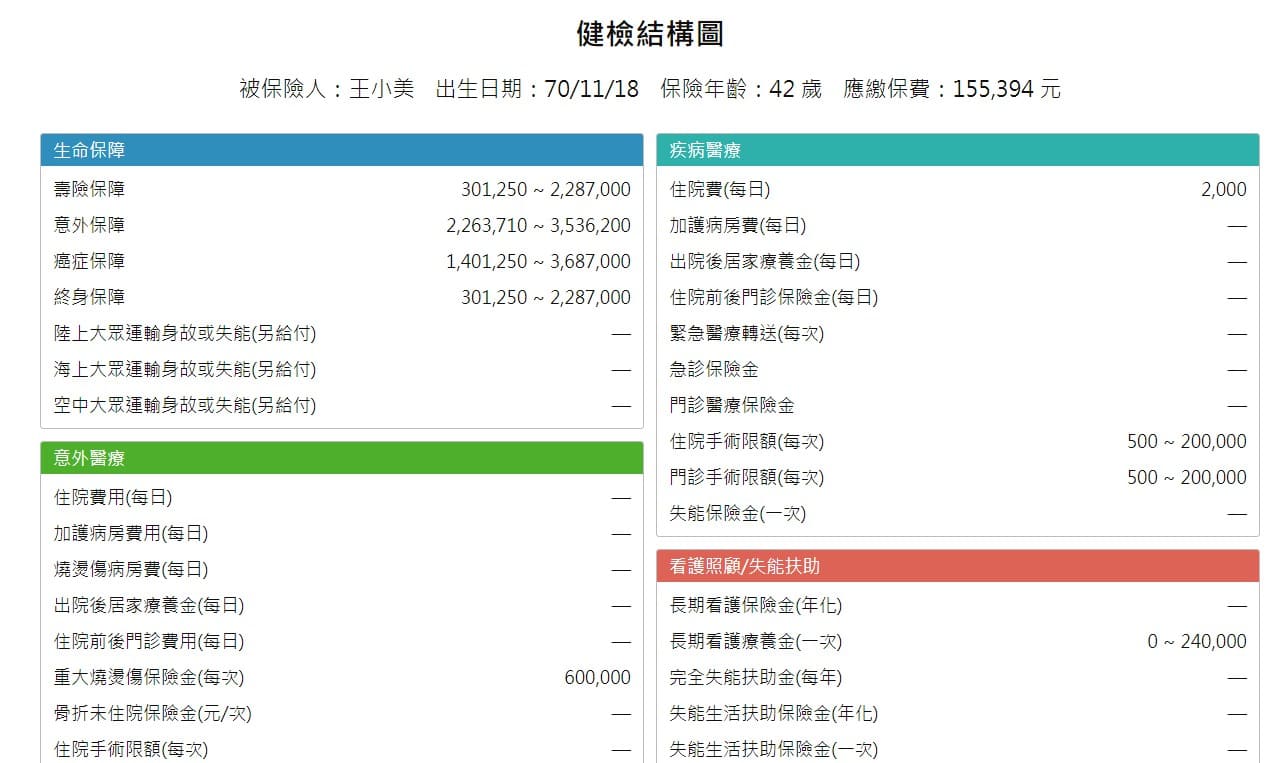 健檢結構圖
被保險人：王小美 出生日期：70/11/18 保險年齡：42 歲 應繳保費：155,394 元
生命保障
壽險保障 301,250 ~ 2,287,000
意外保障 2,263,710 ~ 3,536,200
癌症保障 1,401,250 ~ 3,687,000
終身保障 301,250 ~ 2,287,000
陸上大眾運輸身故或失能(另給付) —
海上大眾運輸身故或失能(另給付) —
空中大眾運輸身故或失能(另給付) —
意外醫療
住院費用(每日) —
加護病房費用(每日) —
燒燙傷病房費(每日) —
出院後居家療養金(每日) —
住院前後門診費用(每日) —
重大燒燙傷保險金(每次) 600,000
骨折未住院保險金(元/次) —
住院手術限額(每次) —
疾病醫療
住院費(每日) 2,000
加護病房費(每日) —
出院後居家療養金(每日) —
住院前後門診保險金(每日) —
緊急醫療轉送(每次) —
急診保險金 —
門診醫療保險金 —
住院手術限額(每次) 500 ~ 200,000
門診手術限額(每次) 500 ~ 200,000
失能保險金(一次) —
看護照顧/失能扶助
長期看護保險金(年化) —
長期看護療養金(一次) 0 ~ 240,000
完全失能扶助金(每年) —
失能生活扶助保險金(年化) —
失能生活扶助保險金(一次) —